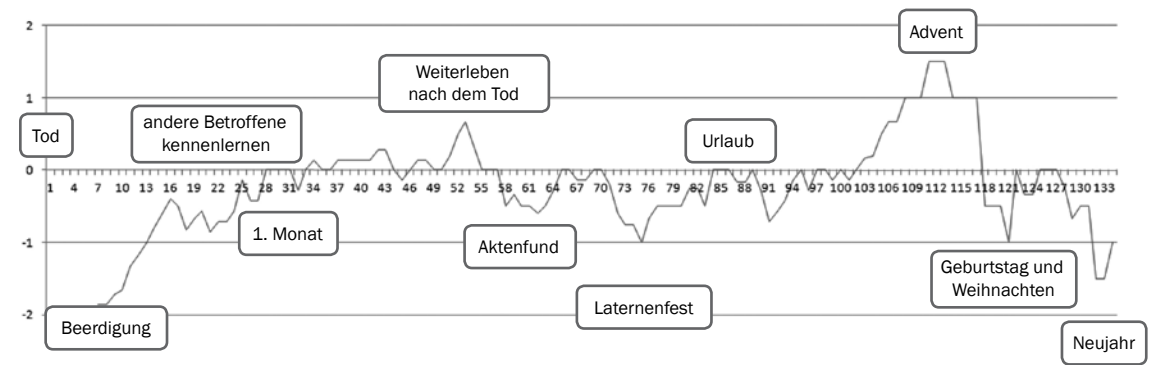 2
Advent
Weiterleben
nach dem Tod
1
andere Betroffene
kennenlernen
Tod
Urlaub
0
1 4 7 10 13 16 19 22 25 28 31 34 37 40 43 46 49 52 55 58 61 64 67 70 73 76 79 82 85 88 91 94 97 100 103 106 109 112 115 118 121 124 127 130 133
1. Monat
-1
Aktenfund
Geburtstag und
Weihnachten
Laternenfest
-2
Beerdigung
Neujahr